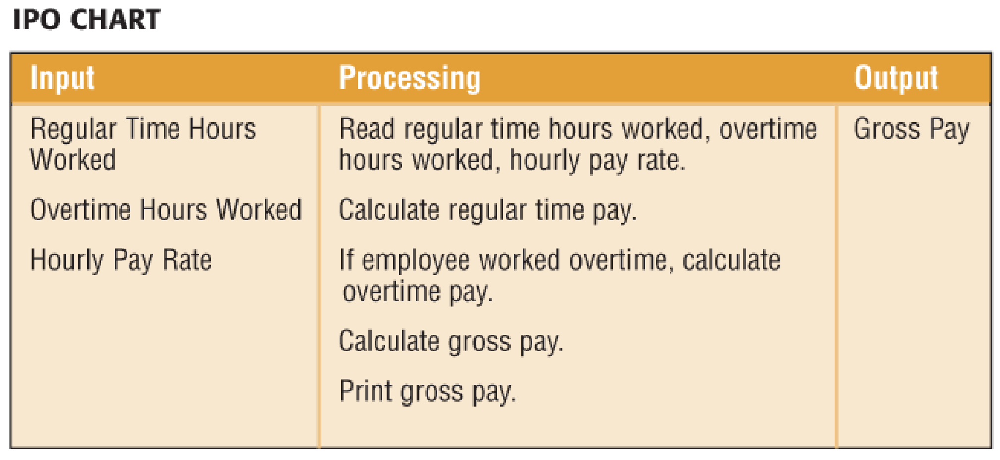 IPO CHART
Input
Processing
Output
Regular Time Hours
Worked
Overtime Hours Worked
Hourly Pay Rate
Read regular time hours worked, overtime
hours worked, hourly pay rate.
Calculate regular time pay.
If employee worked overtime, calculate
overtime pay.
Calculate gross pay.
Print gross pay.
Gross Pay